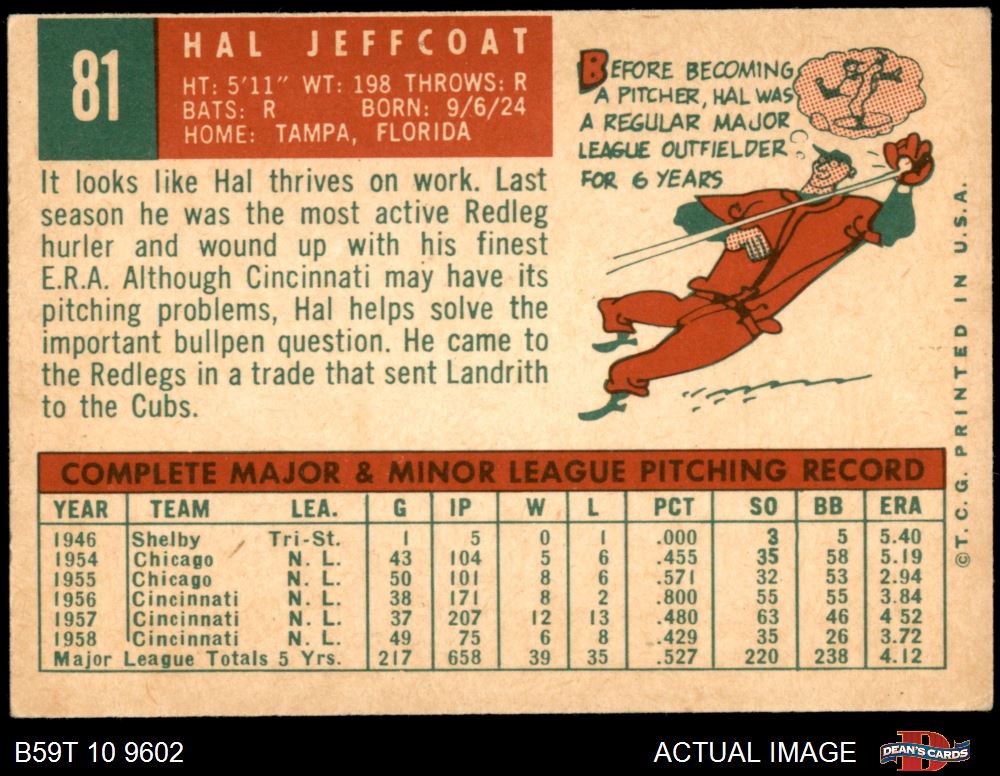 81
HAL JEFFCOAT
HT: 5'11" WT: 198 THROWS: R
BATS: R BORN: 9/6/24
HOME: TAMPA, FLORIDA
It looks like Hal thrives on work. Last
season he was the most active Redleg
hurler and wound up with his finest
E.R.A. Although Cincinnati may have its
pitching problems, Hal helps solve the
important bullpen question. He came to
the Redlegs in a trade that sent Landrith
to the Cubs.
BEFORE BECOMING
A PITCHER, HAL WAS
A REGULAR MAJOR
LEAGUE OUTFIELDER
FOR 6 YEARS
©T.C.G. PRINTED IN U.S.A.
COMPLETE MAJOR & MINOR LEAGUE PITCHING RECORD
YEAR TEAM LEA. G IP W L PCT SO BB ERA
1946 Shelby Tri-St. 1 5 0 1 .000 3 5 5.40
1954 Chicago N. L. 43 104 5 6 .455 35 58 5.19
1955 Chicago N. L. 50 101 8 6 .571 32 53 2.94
1956 Cincinnati N. L. 38 171 8 2 .800 55 55 3.84
1957 Cincinnati N. L. 37 207 12 13 .480 63 46 4 52
1958 Cincinnati N. L. 49 75 6 8 .429 35 26 3.72
Major League Totals 5 Yrs. 217 658 39 35 .527 220 238 4.12
B59T 10 9602
ACTUAL IMAGE
DEAN'S CARDS